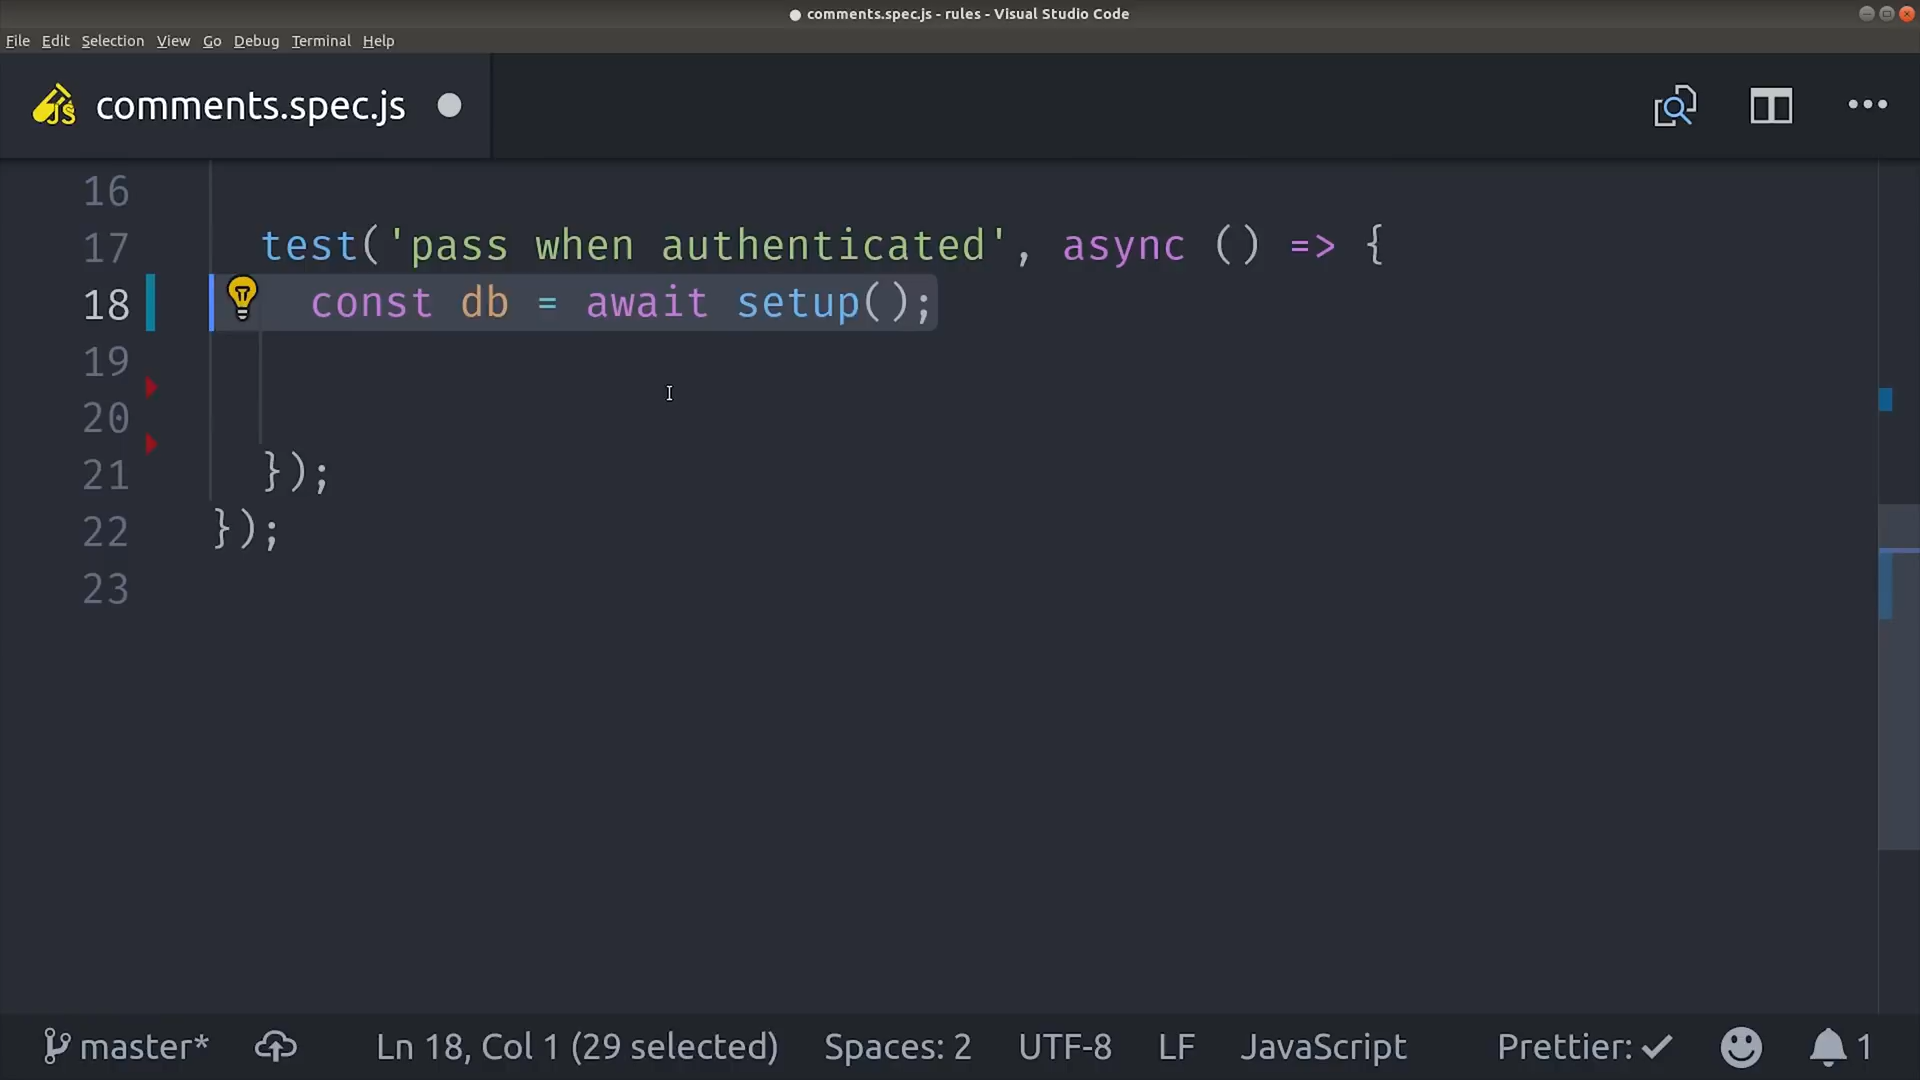 ● comments.spec.js - rules - Visual Studio Code
File Edit Selection View Go Debug Terminal Help
JS comments.spec.js
16
17 test('pass when authenticated', async () => {
18 const db = await setup();
19
20
21 });
22 });
23
master* Ln 18, Col 1 (29 selected) Spaces: 2 UTF-8 LF JavaScript Prettier: ✓ 1